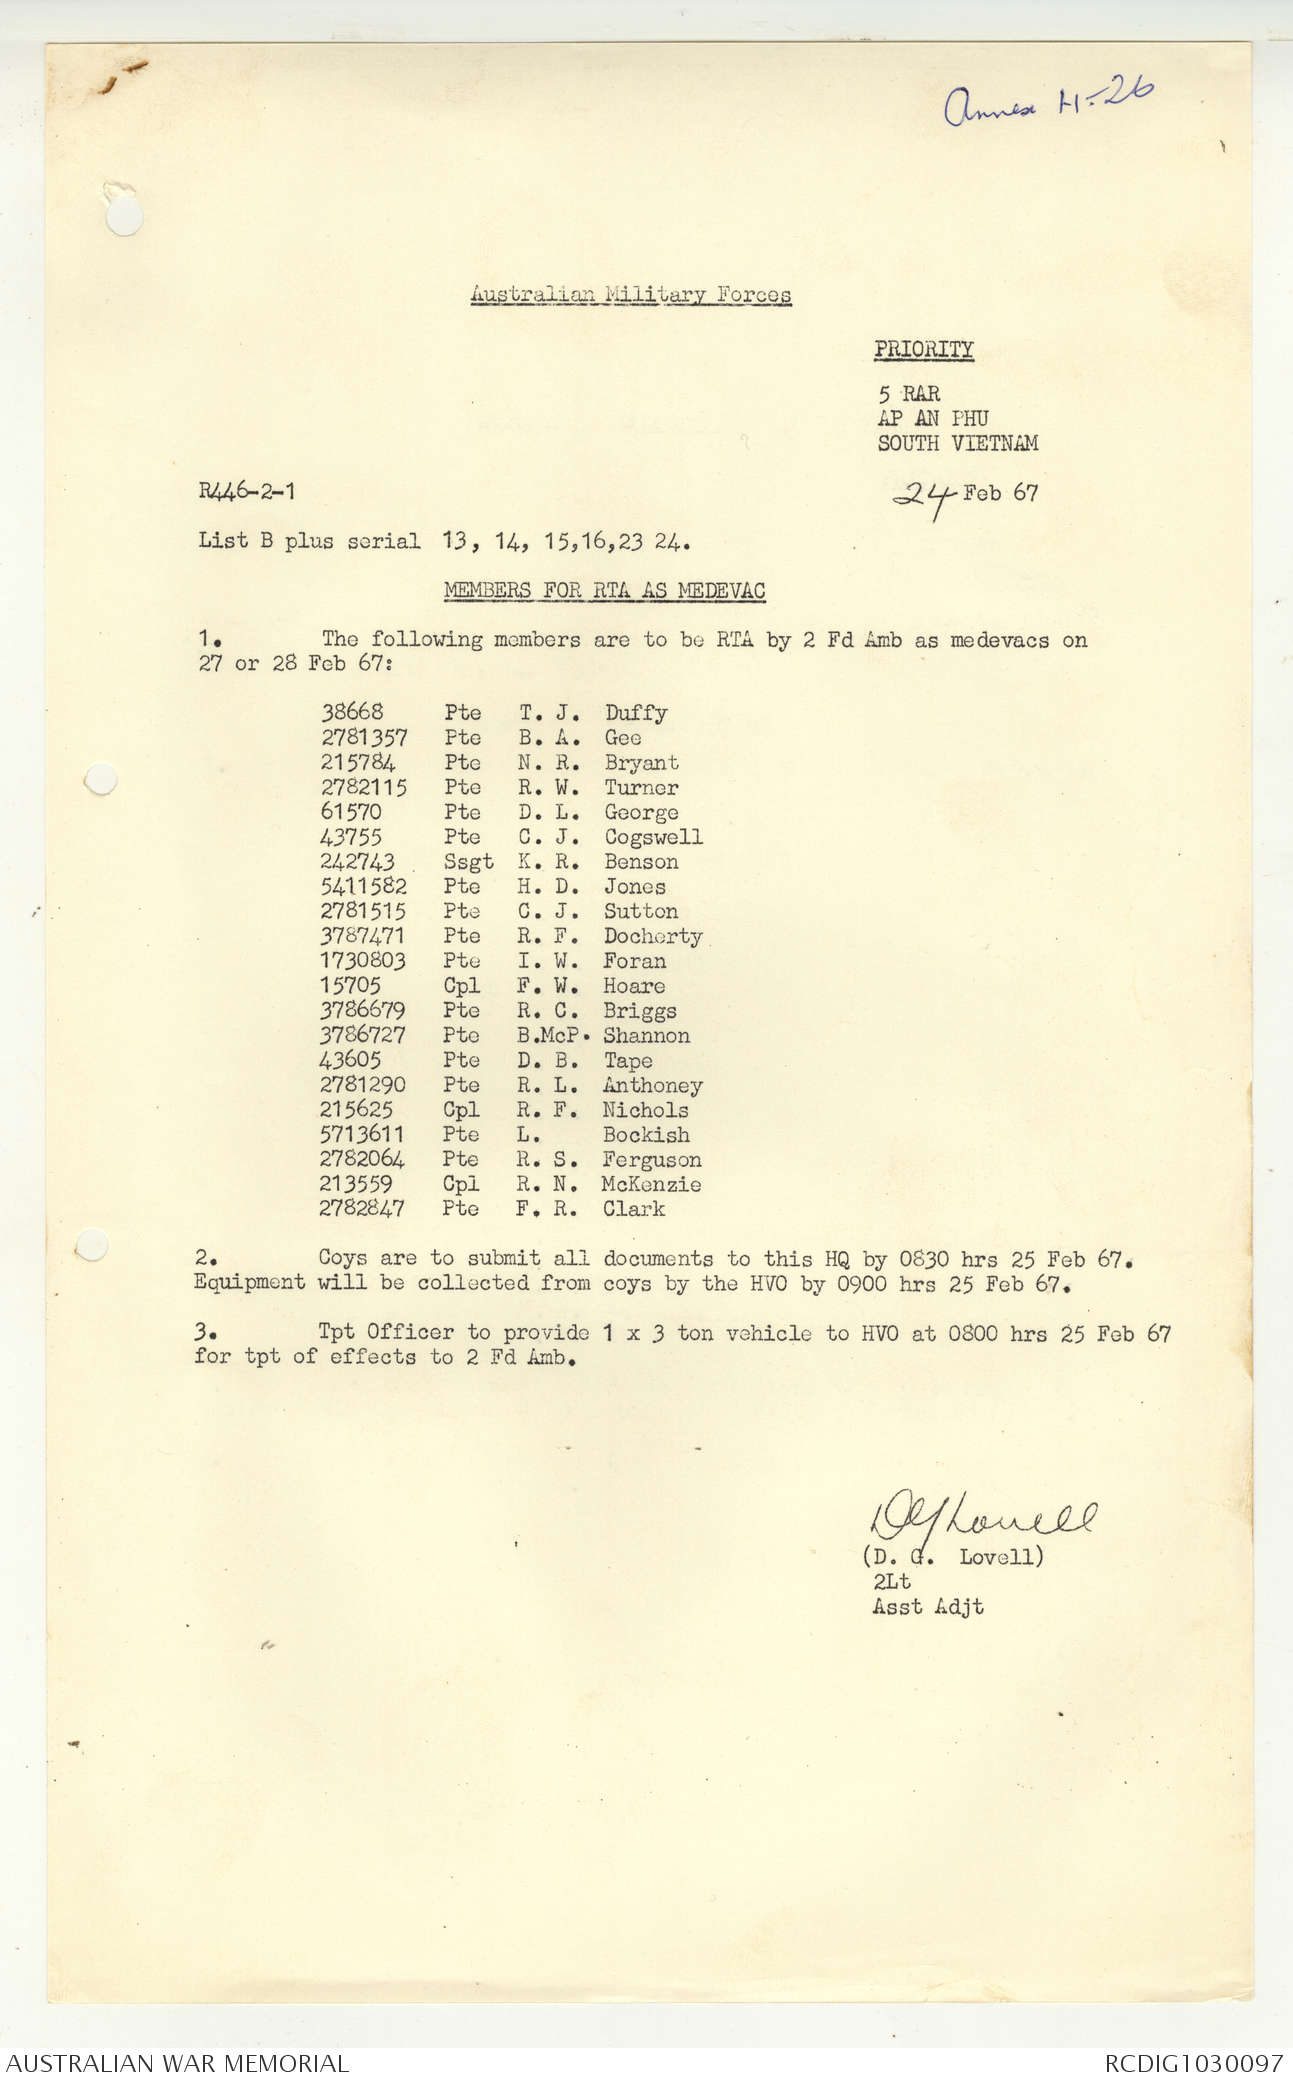 Annex H-26
Australian Military Forces
PRIORITY
5 RAR
AP AN PHU
SOUTH VIETNAM
R446-2-1
24 Feb 67
List B plus serial 13, 14, 15,16,23 24.
MEMBERS FOR RTA AS MEDEVAC
1. The following members are to be RTA by 2 Fd Amb as medevacs on
27 or 28 Feb 67:
38668 Pte T. J. Duffy
2781357 Pte B. A. Gee
215784 Pte N. R. Bryant
2782115 Pte R. W. Turner
61570 Pte D. L. George
43755 Pte C. J. Cogswell
242743 Ssgt K. R. Benson
5411582 Pte H. D. Jones
2781515 Pte C. J. Sutton
3787471 Pte R. F. Docherty
1730803 Pte I. W. Foran
15705 Cpl F. W. Hoare
3786679 Pte R. C. Briggs
3786727 Pte B.McP. Shannon
43605 Pte D. B. Tape
2781290 Pte R. L. Anthoney
215625 Cpl R. F. Nichols
5713611 Pte L. Bockish
2782064 Pte R. S. Ferguson
213559 Cpl R. N. McKenzie
2782847 Pte F. R. Clark
2. Coys are to submit all documents to this HQ by 0830 hrs 25 Feb 67.
Equipment will be collected from coys by the HVO by 0900 hrs 25 Feb 67.
3. Tpt Officer to provide 1 x 3 ton vehicle to HVO at 0800 hrs 25 Feb 67
for tpt of effects to 2 Fd Amb.
DGLovell
(D. G. Lovell)
2Lt
Asst Adjt
AUSTRALIAN WAR MEMORIAL
RCDIG1030097